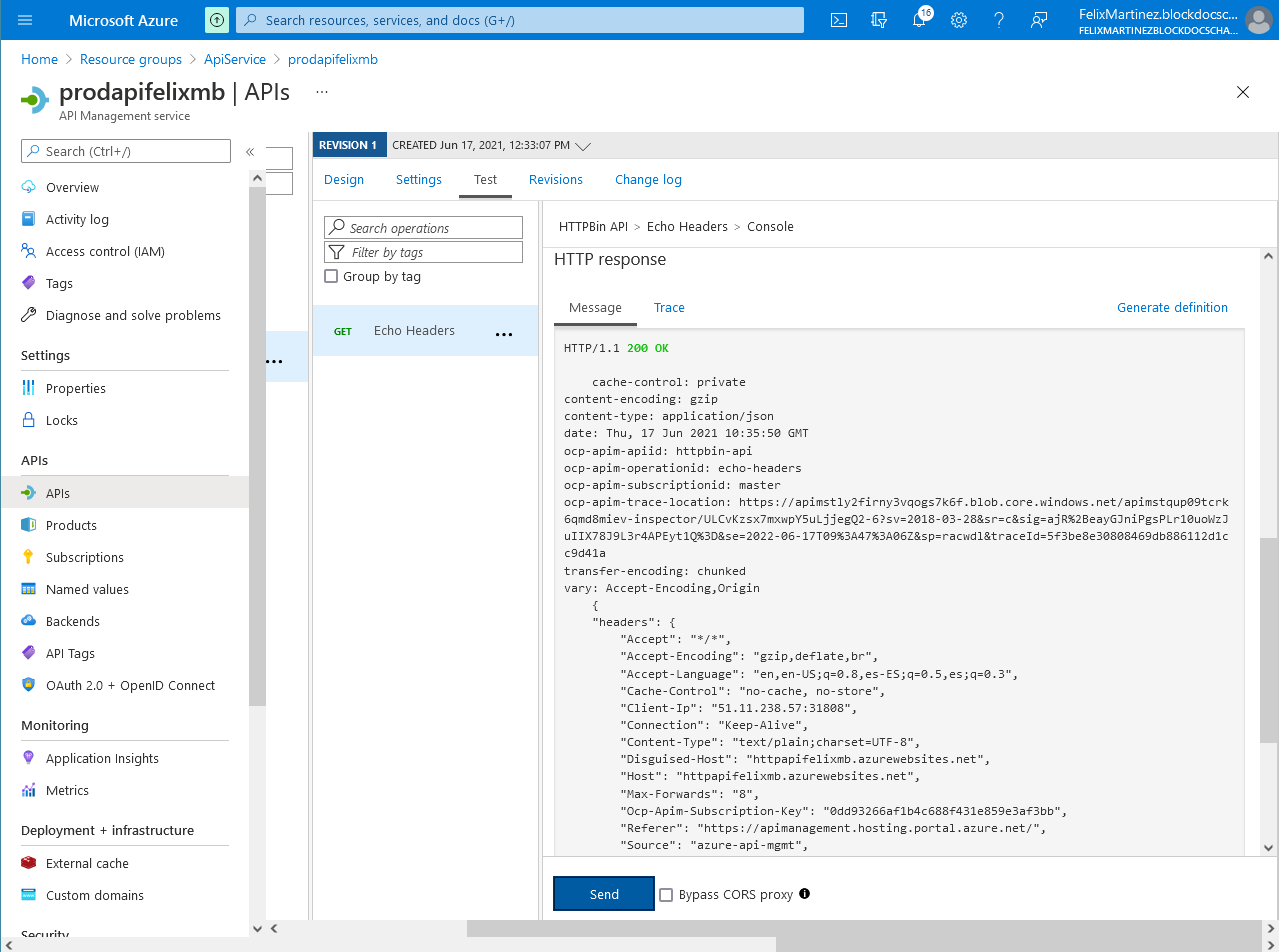 Microsoft Azure
Search resources, services, and docs (G+/)
16
FelixMartinez.blockdocsc...
FELIXMARTINEZBLOCKDOCSCHA...
Home > Resource groups > ApiService > prodapifelixmb
prodapifelixmb | APIs ...
API Management service
Search (Ctrl+/)
«
Overview
Activity log
Access control (IAM)
Tags
Diagnose and solve problems
Settings
Properties
Locks
APIs
APIs
Products
Subscriptions
Named values
Backends
API Tags
OAuth 2.0 + OpenID Connect
Monitoring
Application Insights
Metrics
Deployment + infrastructure
External cache
Custom domains
Security
REVISION 1 CREATED Jun 17, 2021, 12:33:07 PM
Design Settings Test Revisions Change log
Search operations
Filter by tags
Group by tag
GET Echo Headers ...
HTTPBin API > Echo Headers > Console
HTTP response
Message Trace Generate definition
HTTP/1.1 200 OK
cache-control: private
content-encoding: gzip
content-type: application/json
date: Thu, 17 Jun 2021 10:35:50 GMT
ocp-apim-apiid: httpbin-api
ocp-apim-operationid: echo-headers
ocp-apim-subscriptionid: master
ocp-apim-trace-location: https://apimstly2firny3vqogs7k6f.blob.core.windows.net/apimstqup09tcrk
6qmd8miev-inspector/ULCvKzsx7mxwpY5uLjjegQ2-6?sv=2018-03-28&sr=c&sig=ajR%2BeayGJniPgsPLr10uoWzJ
uIIX78J9L3r4APEyt1Q%3D&se=2022-06-17T09%3A47%3A06Z&sp=racwdl&traceId=5f3be8e30808469db886112d1c
c9d41a
transfer-encoding: chunked
vary: Accept-Encoding,Origin
{
"headers": {
"Accept": "*/*",
"Accept-Encoding": "gzip,deflate,br",
"Accept-Language": "en,en-US;q=0.8,es-ES;q=0.5,es;q=0.3",
"Cache-Control": "no-cache, no-store",
"Client-Ip": "51.11.238.57:31808",
"Connection": "Keep-Alive",
"Content-Type": "text/plain;charset=UTF-8",
"Disguised-Host": "httpapifelixmb.azurewebsites.net",
"Host": "httpapifelixmb.azurewebsites.net",
"Max-Forwards": "8",
"Ocp-Apim-Subscription-Key": "0dd93266af1b4c688f431e859e3af3bb",
"Referer": "https://apimanagement.hosting.portal.azure.net/",
"Source": "azure-api-mgmt",
Send Bypass CORS proxy